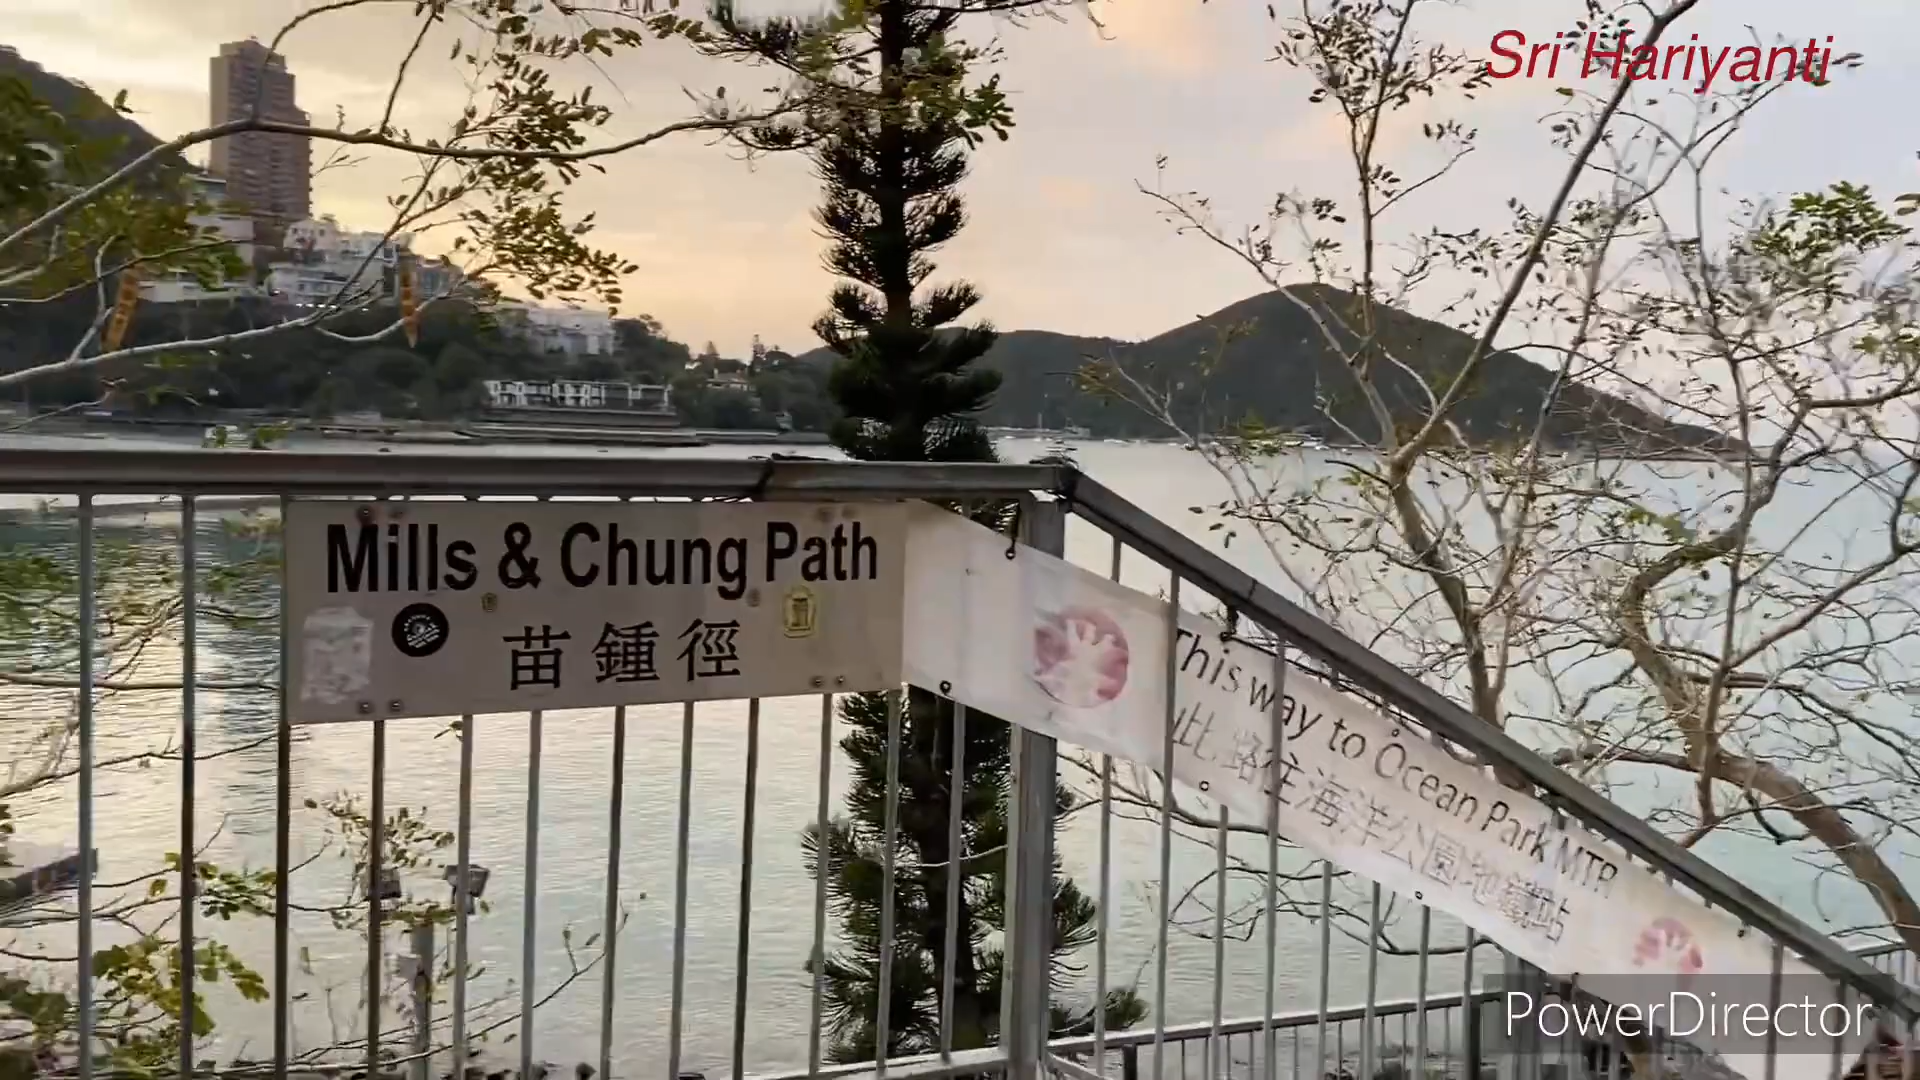 Sri Hariyanti
Mills & Chung Path
苗鍾徑
This way to Ocean Park MTR
此路往海洋公園地鐵站
PowerDirector